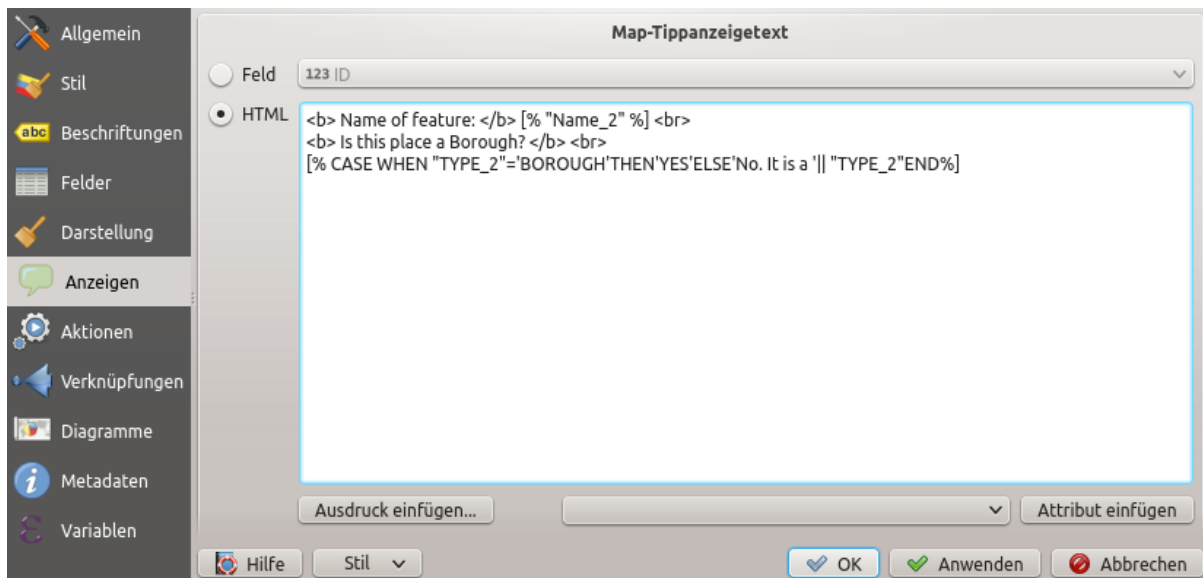 Allgemein
Stil
abc Beschriftungen
Felder
Darstellung
Anzeigen
Aktionen
Verknüpfungen
Diagramme
Metadaten
Variablen
Map-Tippanzeigetext
Feld 123 ID
HTML
<b> Name of feature: </b> [% "Name_2" %] <br>
<b> Is this place a Borough? </b> <br>
[% CASE WHEN "TYPE_2"='BOROUGH'THEN'YES'ELSE'No. It is a '|| "TYPE_2"END%]
Ausdruck einfügen... Attribut einfügen
Hilfe Stil OK Anwenden Abbrechen